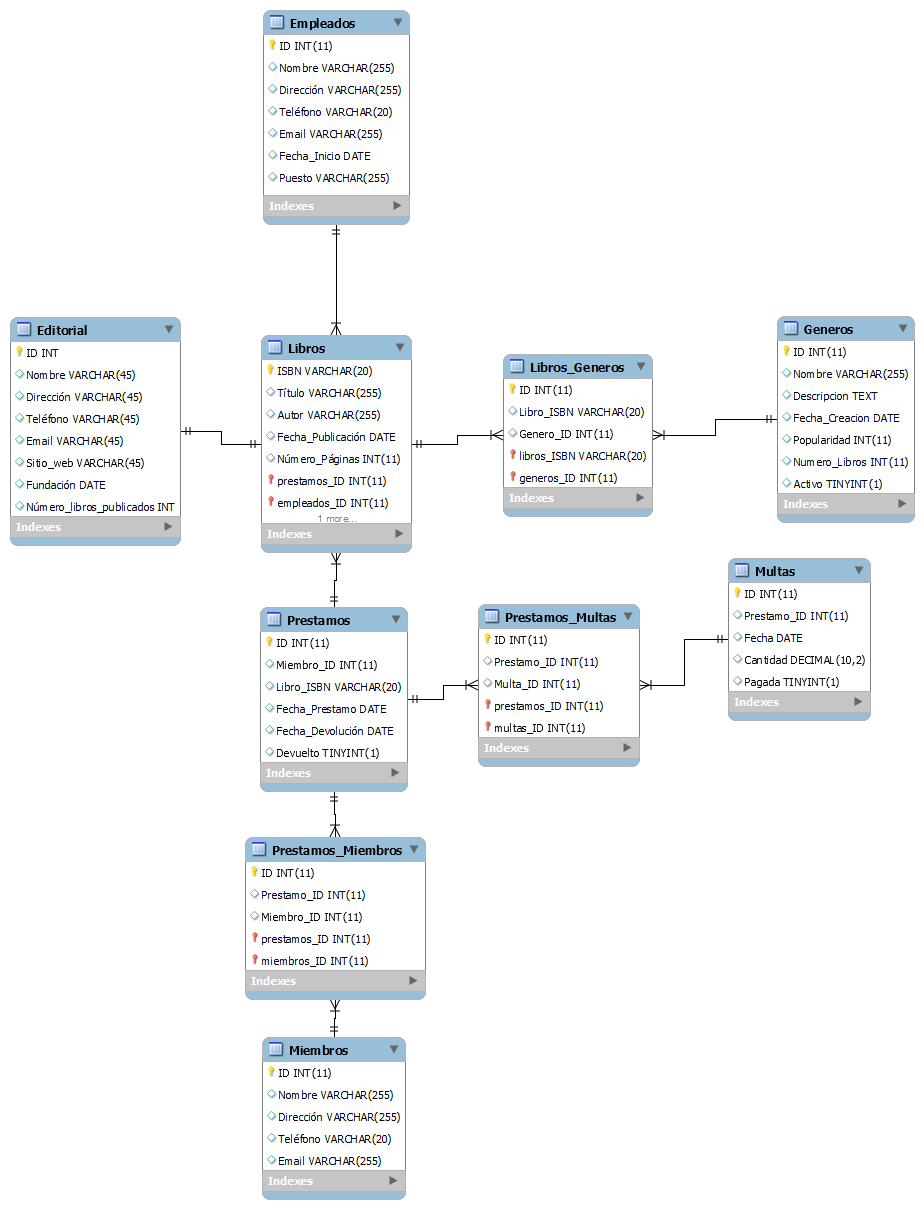 Empleados
ID INT(11)
Nombre VARCHAR(255)
Dirección VARCHAR(255)
Teléfono VARCHAR(20)
Email VARCHAR(255)
Fecha_Inicio DATE
Puesto VARCHAR(255)
Indexes
Editorial
ID INT
Nombre VARCHAR(45)
Dirección VARCHAR(45)
Teléfono VARCHAR(45)
Email VARCHAR(45)
Sitio_web VARCHAR(45)
Fundación DATE
Número_libros_publicados INT
Indexes
Libros
ISBN VARCHAR(20)
Título VARCHAR(255)
Autor VARCHAR(255)
Fecha_Publicación DATE
Número_Páginas INT(11)
prestamos_ID INT(11)
empleados_ID INT(11)
1 more...
Indexes
Libros_Generos
ID INT(11)
Libro_ISBN VARCHAR(20)
Genero_ID INT(11)
libros_ISBN VARCHAR(20)
generos_ID INT(11)
Indexes
Generos
ID INT(11)
Nombre VARCHAR(255)
Descripcion TEXT
Fecha_Creacion DATE
Popularidad INT(11)
Numero_Libros INT(11)
Activo TINYINT(1)
Indexes
Prestamos
ID INT(11)
Miembro_ID INT(11)
Libro_ISBN VARCHAR(20)
Fecha_Prestamo DATE
Fecha_Devolución DATE
Devuelto TINYINT(1)
Indexes
Prestamos_Multas
ID INT(11)
Prestamo_ID INT(11)
Multa_ID INT(11)
prestamos_ID INT(11)
multas_ID INT(11)
Indexes
Multas
ID INT(11)
Prestamo_ID INT(11)
Fecha DATE
Cantidad DECIMAL(10,2)
Pagada TINYINT(1)
Indexes
Prestamos_Miembros
ID INT(11)
Prestamo_ID INT(11)
Miembro_ID INT(11)
prestamos_ID INT(11)
miembros_ID INT(11)
Indexes
Miembros
ID INT(11)
Nombre VARCHAR(255)
Dirección VARCHAR(255)
Teléfono VARCHAR(20)
Email VARCHAR(255)
Indexes